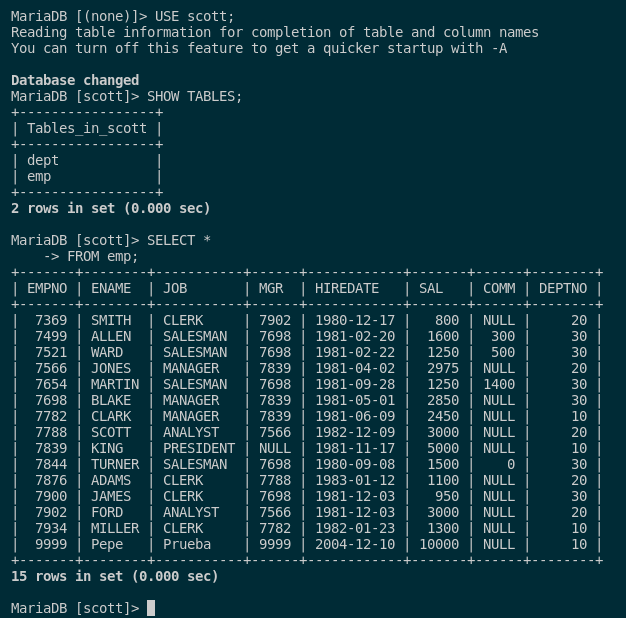 MariaDB [(none)]> USE scott;
Reading table information for completion of table and column names
You can turn off this feature to get a quicker startup with -A

Database changed
MariaDB [scott]> SHOW TABLES;
+-----------------+
| Tables_in_scott |
+-----------------+
| dept            |
| emp             |
+-----------------+
2 rows in set (0.000 sec)

MariaDB [scott]> SELECT *
    -> FROM emp;
+-------+--------+-----------+------+------------+-------+------+--------+
| EMPNO | ENAME  | JOB       | MGR  | HIREDATE   | SAL   | COMM | DEPTNO |
+-------+--------+-----------+------+------------+-------+------+--------+
|  7369 | SMITH  | CLERK     | 7902 | 1980-12-17 |   800 | NULL |     20 |
|  7499 | ALLEN  | SALESMAN  | 7698 | 1981-02-20 |  1600 |  300 |     30 |
|  7521 | WARD   | SALESMAN  | 7698 | 1981-02-22 |  1250 |  500 |     30 |
|  7566 | JONES  | MANAGER   | 7839 | 1981-04-02 |  2975 | NULL |     20 |
|  7654 | MARTIN | SALESMAN  | 7698 | 1981-09-28 |  1250 | 1400 |     30 |
|  7698 | BLAKE  | MANAGER   | 7839 | 1981-05-01 |  2850 | NULL |     30 |
|  7782 | CLARK  | MANAGER   | 7839 | 1981-06-09 |  2450 | NULL |     10 |
|  7788 | SCOTT  | ANALYST   | 7566 | 1982-12-09 |  3000 | NULL |     20 |
|  7839 | KING   | PRESIDENT | NULL | 1981-11-17 |  5000 | NULL |     10 |
|  7844 | TURNER | SALESMAN  | 7698 | 1980-09-08 |  1500 |    0 |     30 |
|  7876 | ADAMS  | CLERK     | 7788 | 1983-01-12 |  1100 | NULL |     20 |
|  7900 | JAMES  | CLERK     | 7698 | 1981-12-03 |   950 | NULL |     30 |
|  7902 | FORD   | ANALYST   | 7566 | 1981-12-03 |  3000 | NULL |     20 |
|  7934 | MILLER | CLERK     | 7782 | 1982-01-23 |  1300 | NULL |     10 |
|  9999 | Pepe   | Prueba    | 9999 | 2004-12-10 | 10000 | NULL |     10 |
+-------+--------+-----------+------+------------+-------+------+--------+
15 rows in set (0.000 sec)

MariaDB [scott]>